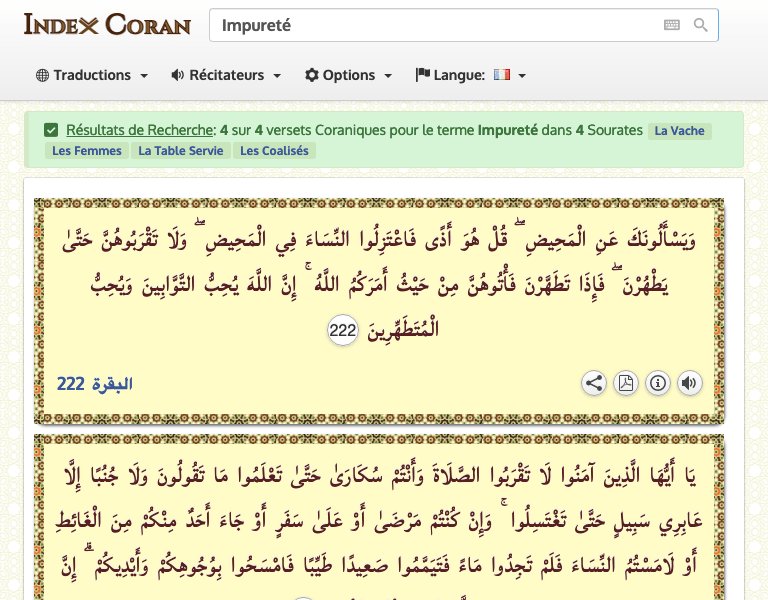 Index Coran
Impureté
Traductions
Récitateurs
Options
Langue:
Résultats de Recherche: 4 sur 4 versets Coraniques pour le terme Impureté dans 4 Sourates La Vache
Les Femmes La Table Servie Les Coalisés
وَيَسْأَلُونَكَ عَنِ الْمَحِيضِ ۖ قُلْ هُوَ أَذًى فَاعْتَزِلُوا النِّسَاءَ فِي الْمَحِيضِ ۖ وَلَا تَقْرَبُوهُنَّ حَتَّىٰ
يَطْهُرْنَ ۖ فَإِذَا تَطَهَّرْنَ فَأْتُوهُنَّ مِنْ حَيْثُ أَمَرَكُمُ اللَّهُ ۚ إِنَّ اللَّهَ يُحِبُّ التَّوَّابِينَ وَيُحِبُّ
الْمُتَطَهِّرِينَ 222
البقرة 222
يَا أَيُّهَا الَّذِينَ آمَنُوا لَا تَقْرَبُوا الصَّلَاةَ وَأَنْتُمْ سُكَارَىٰ حَتَّىٰ تَعْلَمُوا مَا تَقُولُونَ وَلَا جُنُبًا إِلَّا
عَابِرِي سَبِيلٍ حَتَّىٰ تَغْتَسِلُوا ۚ وَإِنْ كُنْتُمْ مَرْضَىٰ أَوْ عَلَىٰ سَفَرٍ أَوْ جَاءَ أَحَدٌ مِنْكُمْ مِنَ الْغَائِطِ
أَوْ لَامَسْتُمُ النِّسَاءَ فَلَمْ تَجِدُوا مَاءً فَتَيَمَّمُوا صَعِيدًا طَيِّبًا فَامْسَحُوا بِوُجُوهِكُمْ وَأَيْدِيكُمْ ۗ إِنَّ